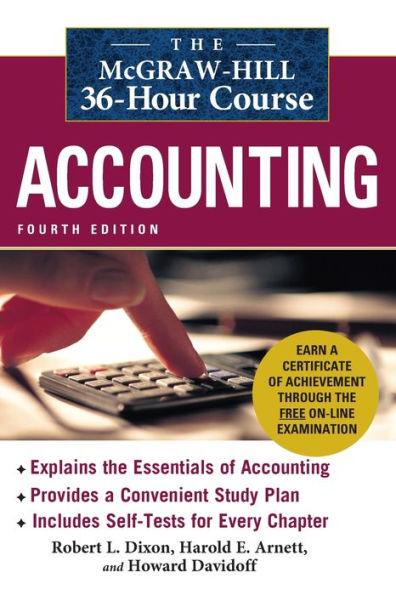 THE
McGRAW-HILL
36-Hour Course
ACCOUNTING
FOURTH EDITION
EARN A
CERTIFICATE
OF ACHIEVEMENT
THROUGH THE
FREE ON-LINE
EXAMINATION
Explains the Essentials of Accounting
Provides a Convenient Study Plan
Includes Self-Tests for Every Chapter
Robert L. Dixon, Harold E. Arnett,
and Howard Davidoff